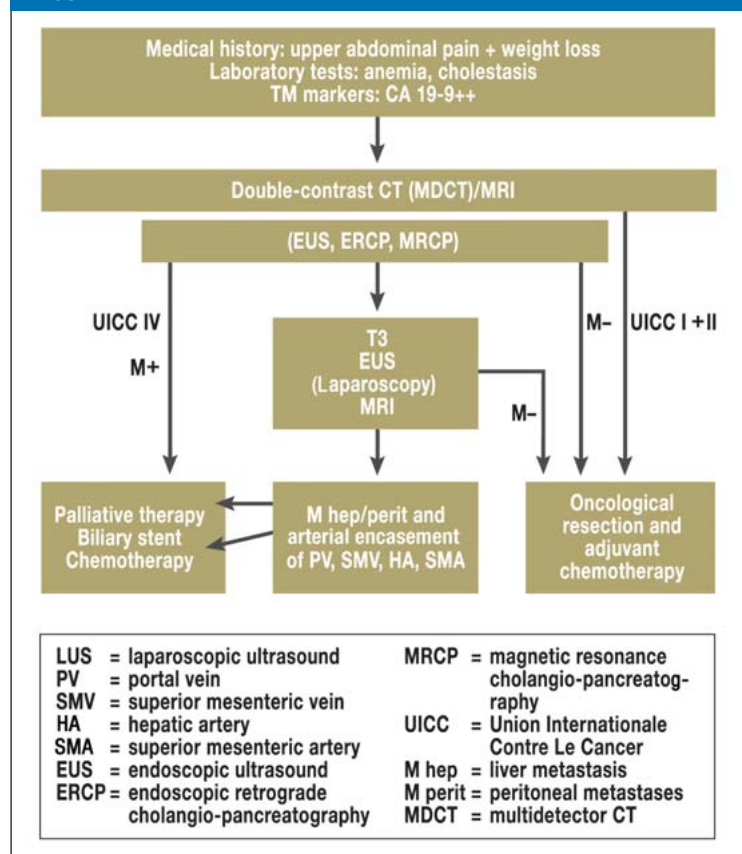 Medical history: upper abdominal pain + weight loss
Laboratory tests: anemia, cholestasis
TM markers: CA 19-9++
Double-contrast CT (MDCT)/MRI
(EUS, ERCP, MRCP)
UICC IV
M+
T3
EUS
(Laparoscopy)
MRI
M–
M–
UICC I +II
Palliative therapy
Biliary stent
Chemotherapy
M hep/perit and
arterial encasement
of PV, SMV, HA, SMA
Oncological
resection and
adjuvant
chemotherapy
LUS = laparoscopic ultrasound
PV = portal vein
SMV = superior mesenteric vein
HA = hepatic artery
SMA = superior mesenteric artery
EUS = endoscopic ultrasound
ERCP = endoscopic retrograde
cholangio-pancreatography
MRCP = magnetic resonance
cholangio-pancreatog-
raphy
UICC = Union Internationale
Contre Le Cancer
M hep = liver metastasis
M perit = peritoneal metastases
MDCT = multidetector CT